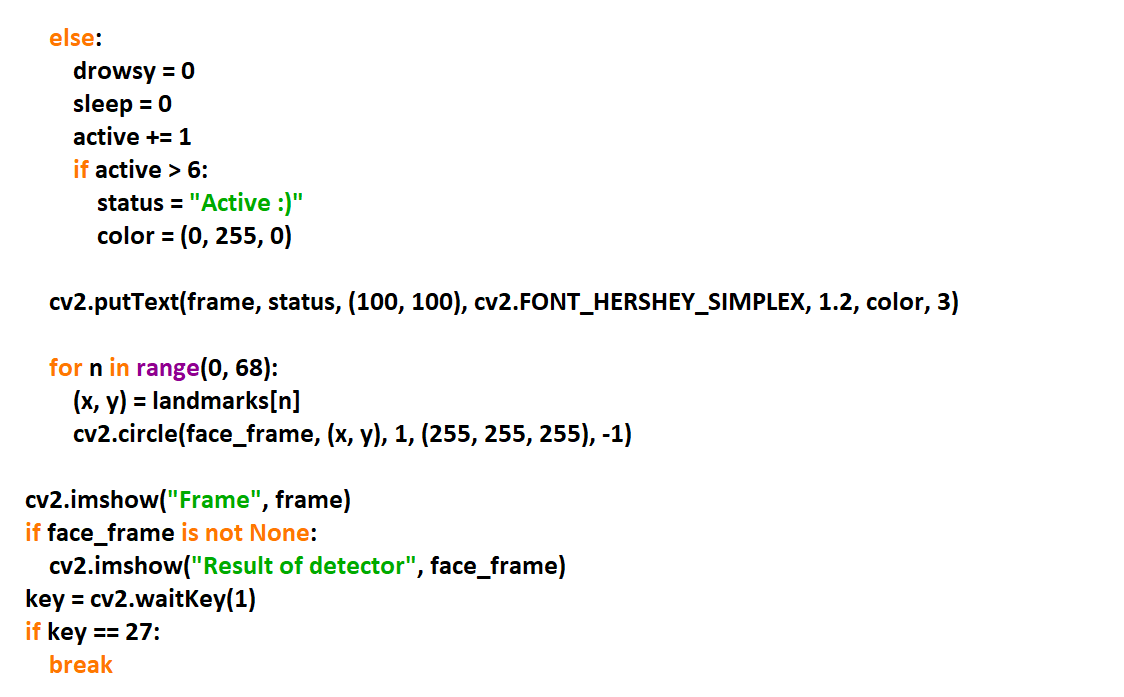 else:
drowsy = 0
sleep = 0
active += 1
if active > 6:
status = "Active :)"
color = (0, 255, 0)
cv2.putText(frame, status, (100, 100), cv2.FONT_HERSHEY_SIMPLEX, 1.2, color, 3)
for n in range(0, 68):
(x, y) = landmarks[n]
cv2.circle(face_frame, (x, y), 1, (255, 255, 255), -1)
cv2.imshow("Frame", frame)
if face_frame is not None:
cv2.imshow("Result of detector", face_frame)
key = cv2.waitKey(1)
if key == 27:
break